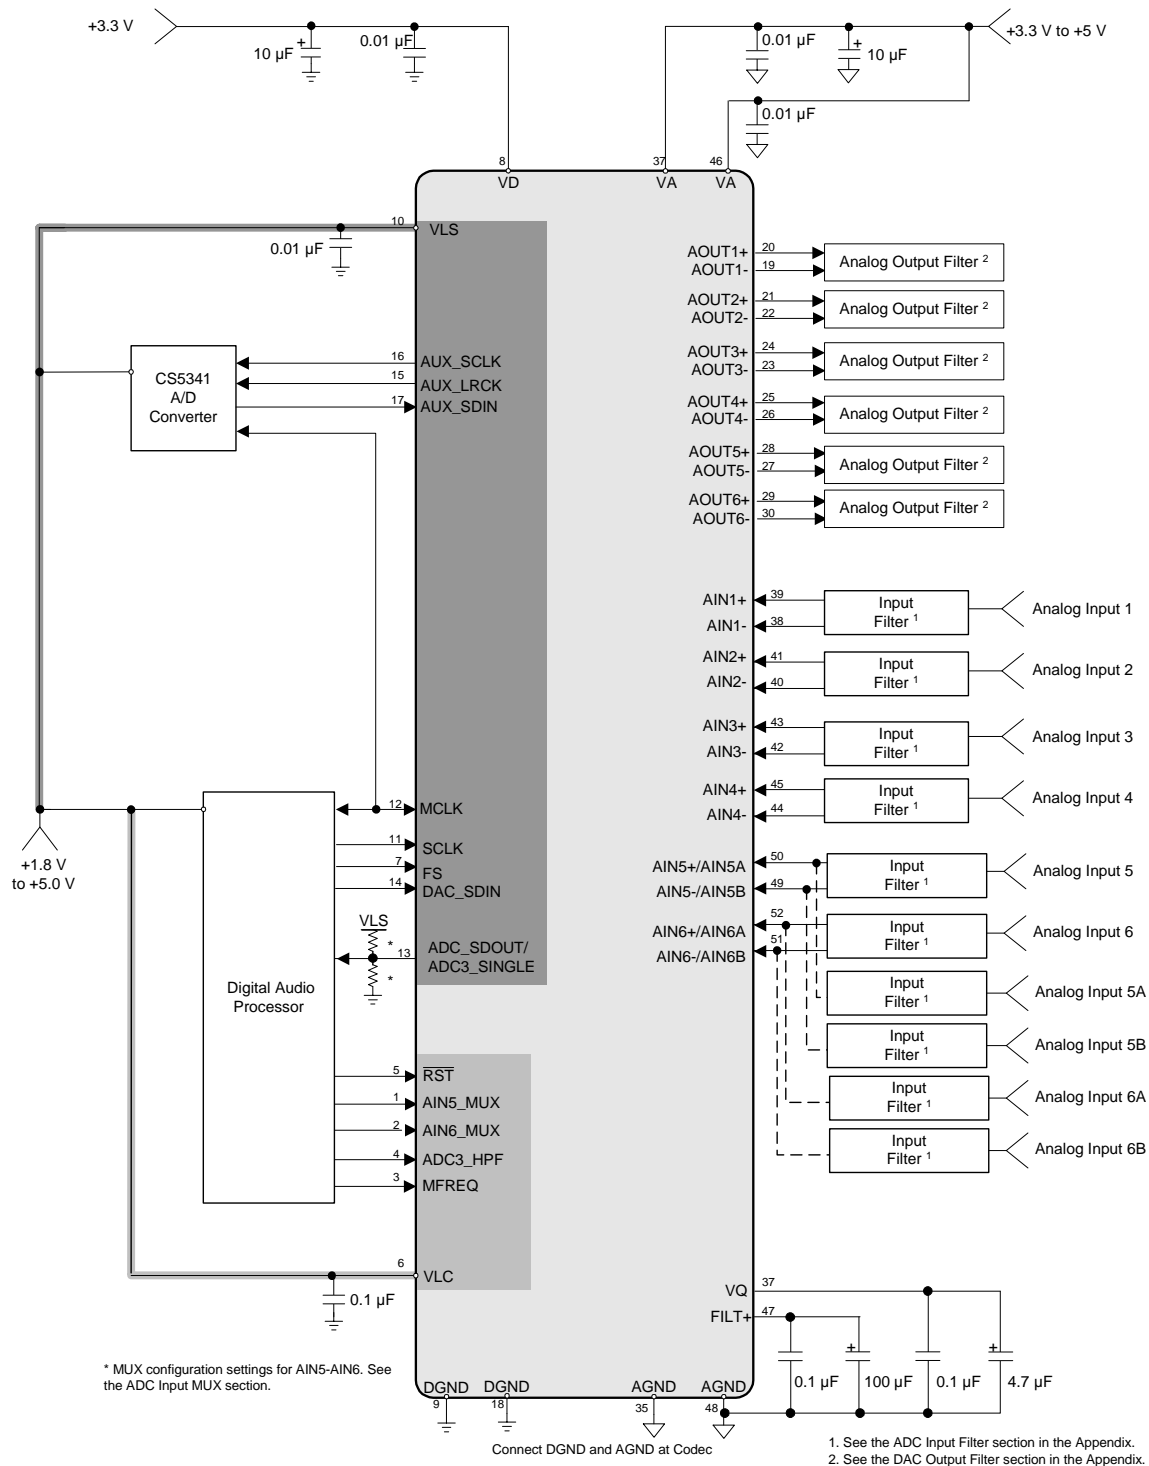 +3.3 V
10 µF
+
0.01 µF
0.01 µF
+
10 µF
+3.3 V to +5 V
0.01 µF
8
VD
37
VA
46
VA
10
VLS
0.01 µF
CS5341
A/D
Converter
16
AUX_SCLK
15
AUX_LRCK
17
AUX_SDIN
12
MCLK
11
SCLK
7
FS
14
DAC_SDIN
VLS
*
*
13
ADC_SDOUT/
ADC3_SINGLE
+1.8 V
to +5.0 V
Digital Audio
Processor
5
RST
1
AIN5_MUX
2
AIN6_MUX
4
ADC3_HPF
3
MFREQ
6
VLC
0.1 µF
AOUT1+
20
AOUT1-
19
Analog Output Filter 2
AOUT2+
21
AOUT2-
22
Analog Output Filter 2
AOUT3+
24
AOUT3-
23
Analog Output Filter 2
AOUT4+
25
AOUT4-
26
Analog Output Filter 2
AOUT5+
28
AOUT5-
27
Analog Output Filter 2
AOUT6+
29
AOUT6-
30
Analog Output Filter 2
AIN1+
39
AIN1-
38
Input
Filter 1
Analog Input 1
AIN2+
41
AIN2-
40
Input
Filter 1
Analog Input 2
AIN3+
43
AIN3-
42
Input
Filter 1
Analog Input 3
AIN4+
45
AIN4-
44
Input
Filter 1
Analog Input 4
AIN5+/AIN5A
50
AIN5-/AIN5B
49
Input
Filter 1
Analog Input 5
AIN6+/AIN6A
52
AIN6-/AIN6B
51
Input
Filter 1
Analog Input 6
Input
Filter 1
Analog Input 5A
Input
Filter 1
Analog Input 5B
Input
Filter 1
Analog Input 6A
Input
Filter 1
Analog Input 6B
VQ
37
FILT+
47
0.1 µF
+
100 µF
0.1 µF
+
4.7 µF
* MUX configuration settings for AIN5-AIN6. See
the ADC Input MUX section.
DGND
9
DGND
18
AGND
35
AGND
48
Connect DGND and AGND at Codec
1. See the ADC Input Filter section in the Appendix.
2. See the DAC Output Filter section in the Appendix.